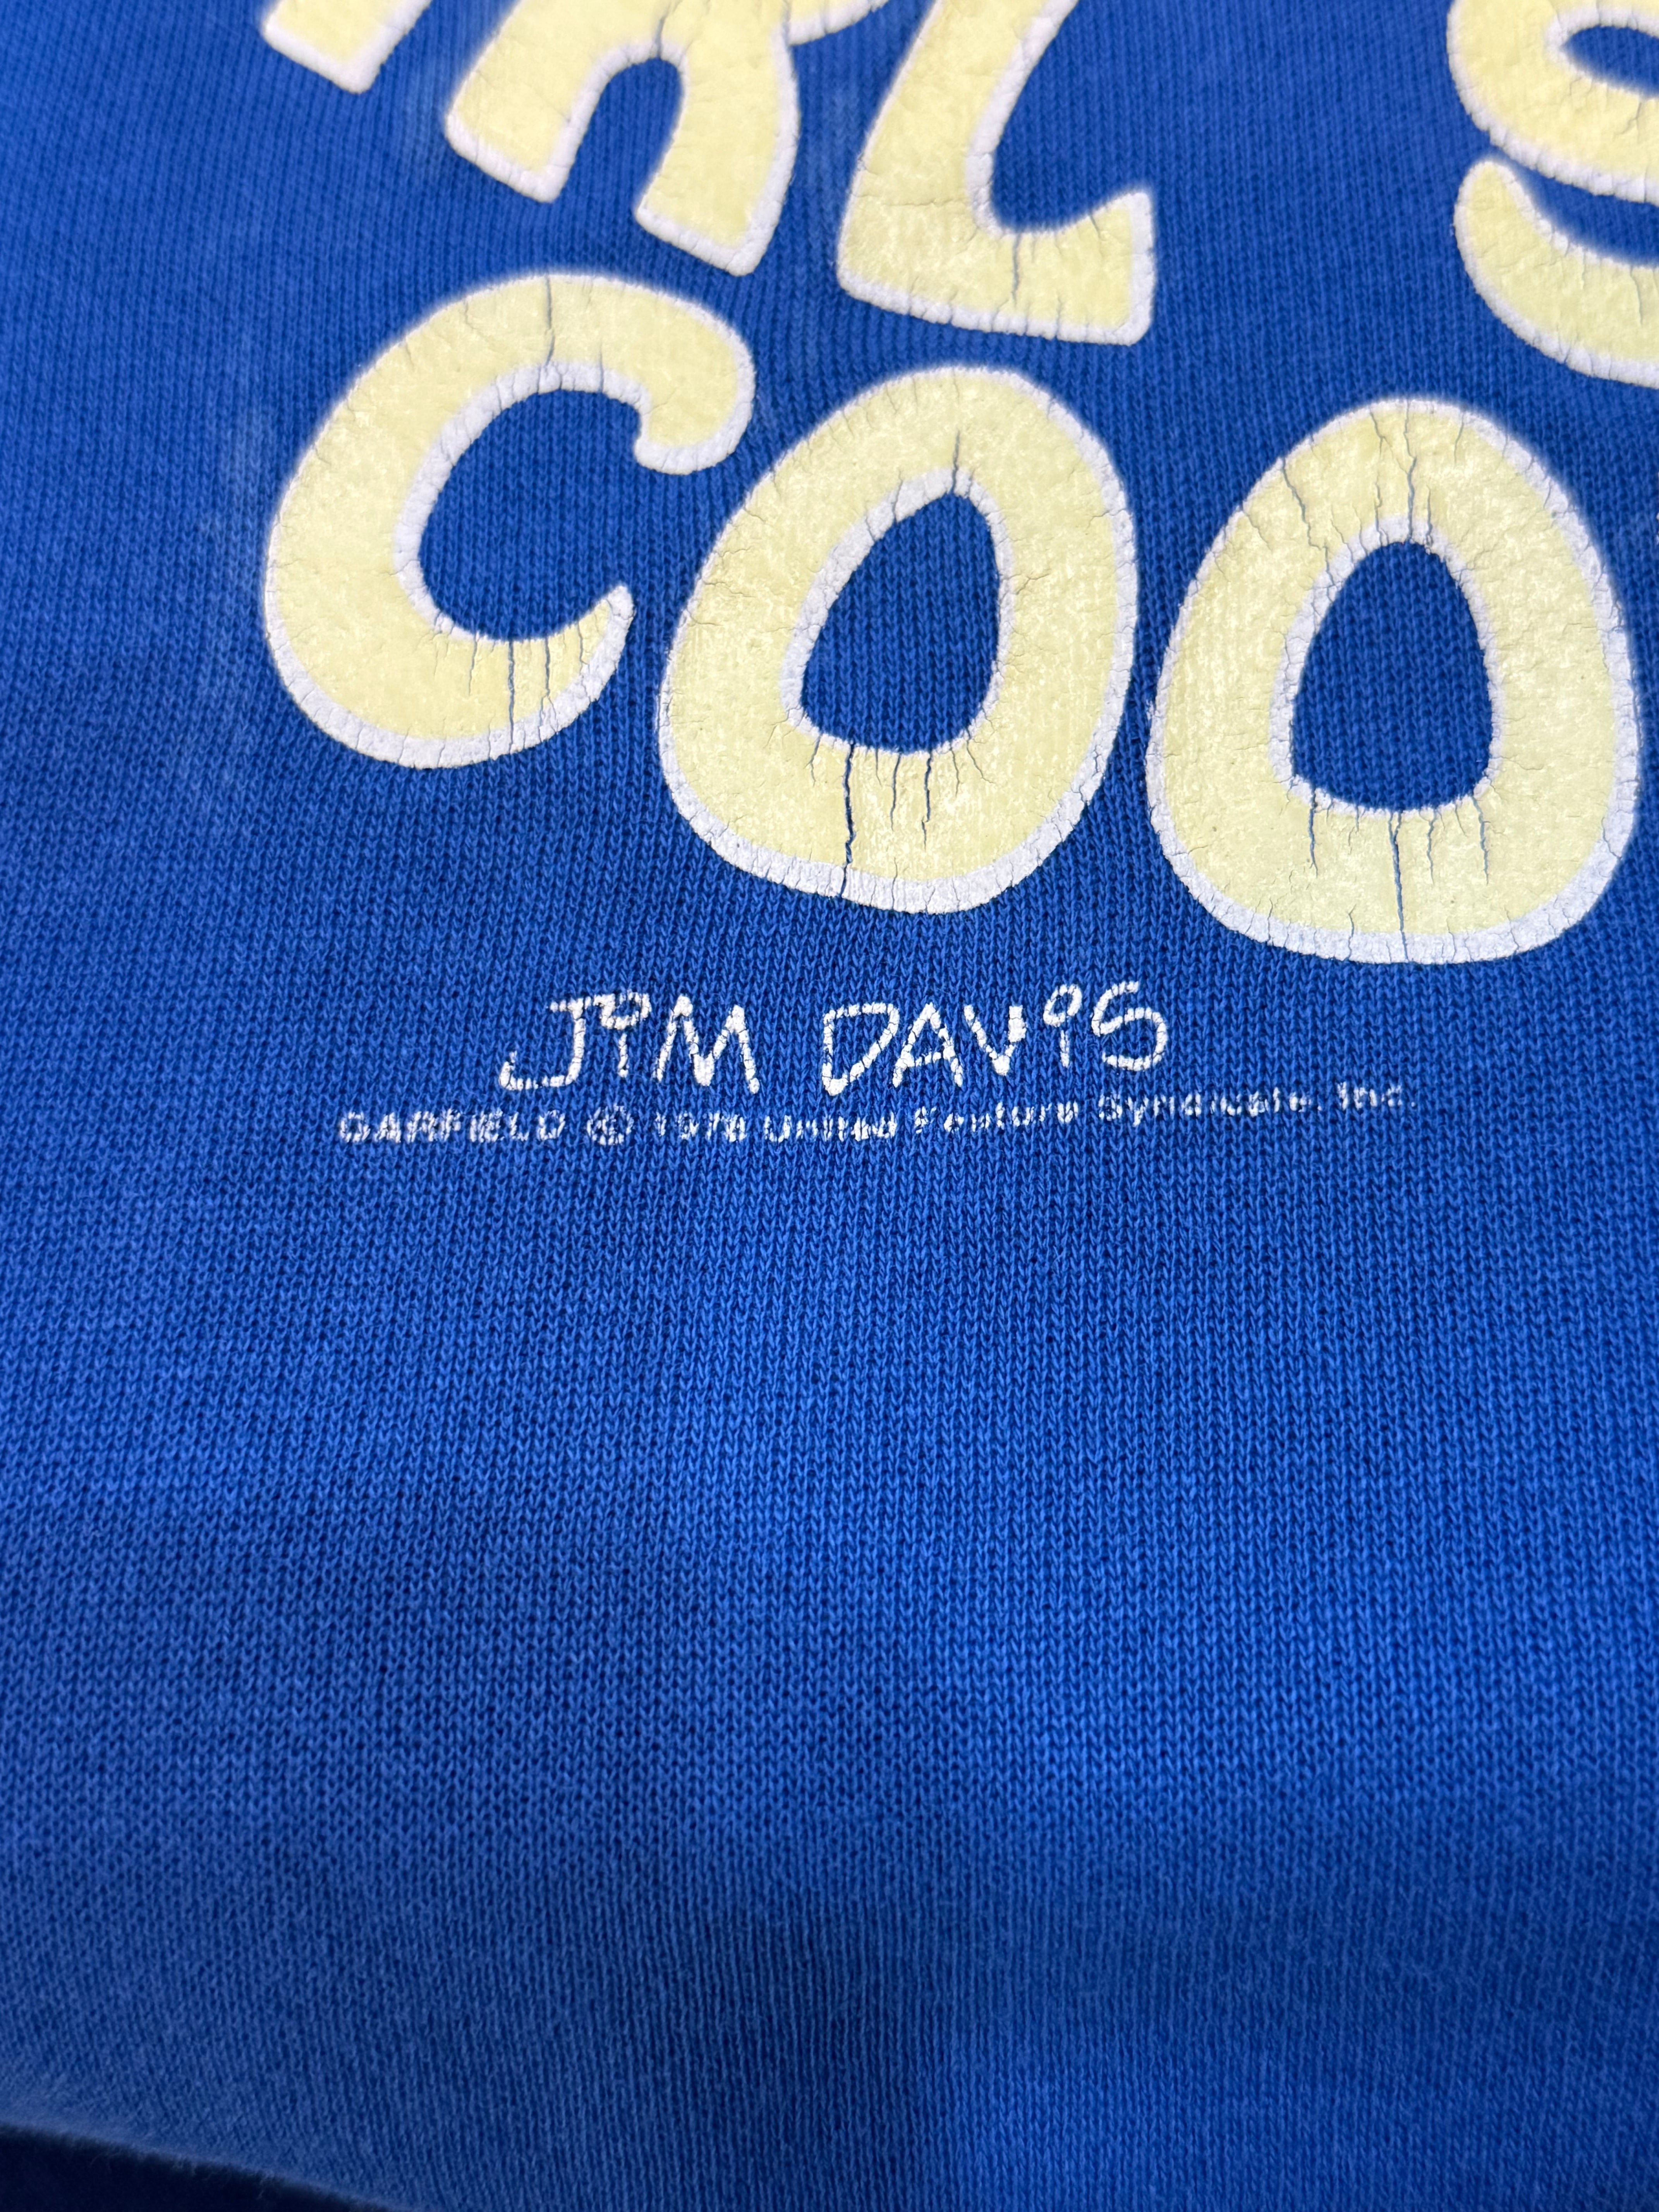 COO
JiM DAViS
GARFIELD © 1978 United Feature Syndicate, Inc.